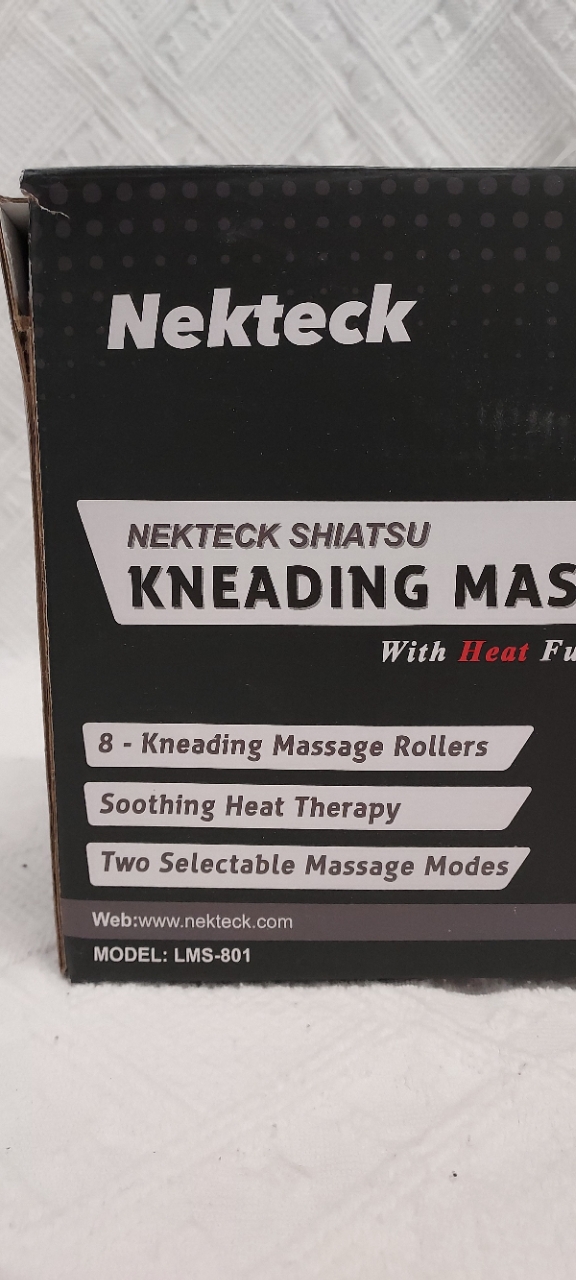 Nekteck
NEKTECK SHIATSU
KNEADING MAS
With Heat Fu
8 - Kneading Massage Rollers
Soothing Heat Therapy
Two Selectable Massage Modes
Web:www.nekteck.com
MODEL: LMS-801